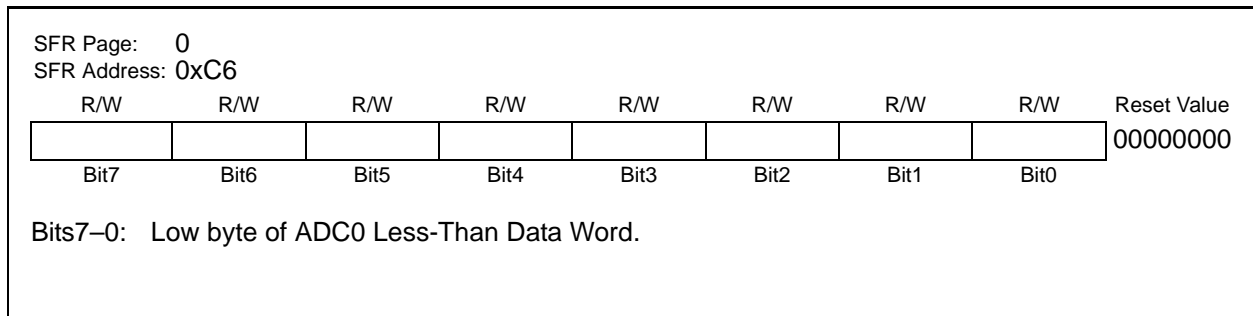 SFR Page: 0
SFR Address: 0xC6
R/W R/W R/W R/W R/W R/W R/W R/W Reset Value
00000000
Bit7 Bit6 Bit5 Bit4 Bit3 Bit2 Bit1 Bit0
Bits7–0: Low byte of ADC0 Less-Than Data Word.